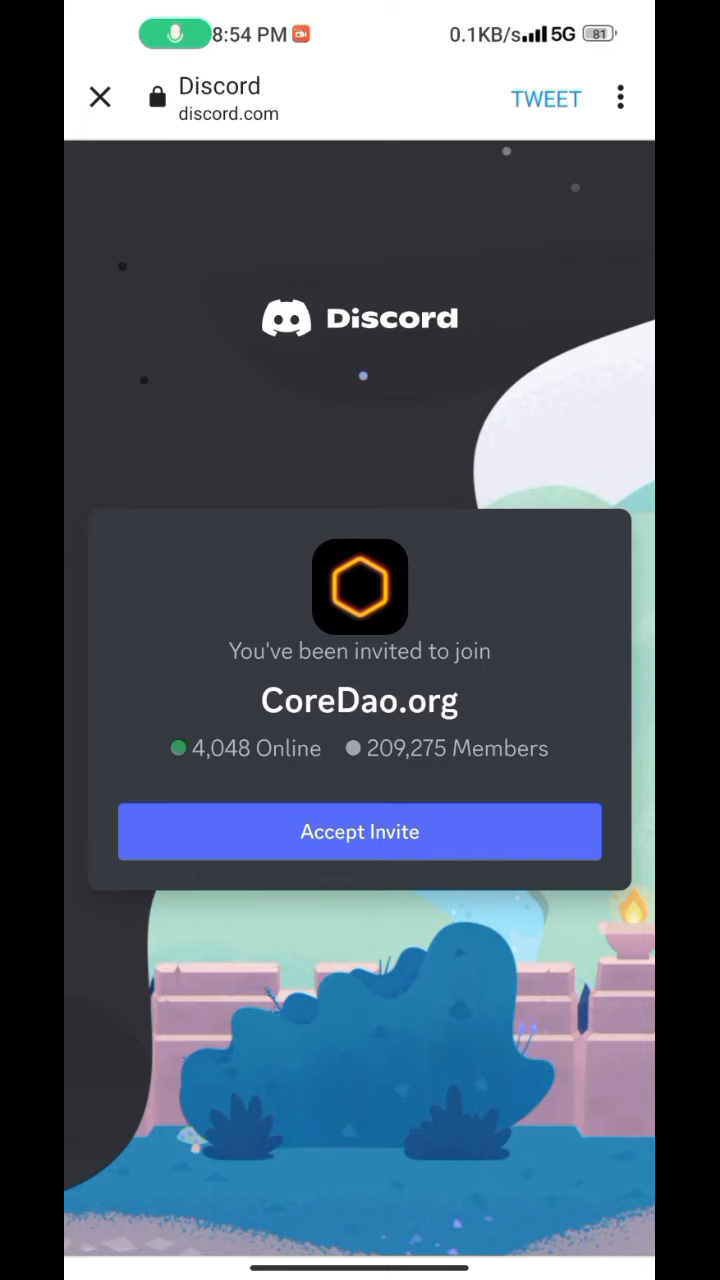 8:54 PM 0.1KB/s 5G 81
Discord
discord.com
TWEET
Discord
You've been invited to join
CoreDao.org
4,048 Online 209,275 Members
Accept Invite